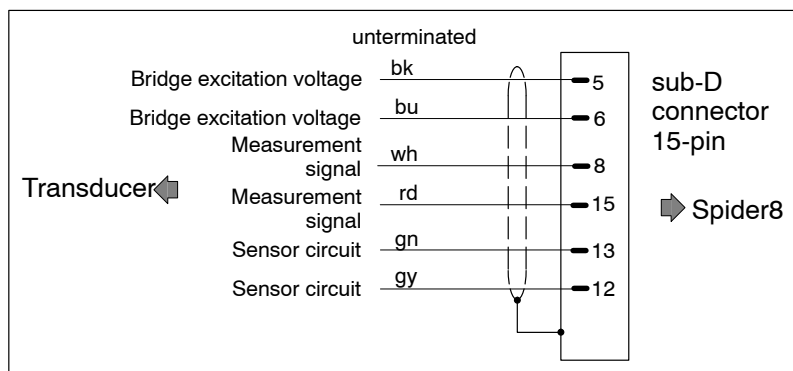 unterminated
Bridge excitation voltage bk 5
Bridge excitation voltage bu 6
Measurement
signal wh 8
Measurement
signal rd 15
Sensor circuit gn 13
Sensor circuit gy 12
Transducer
sub-D
connector
15-pin
Spider8